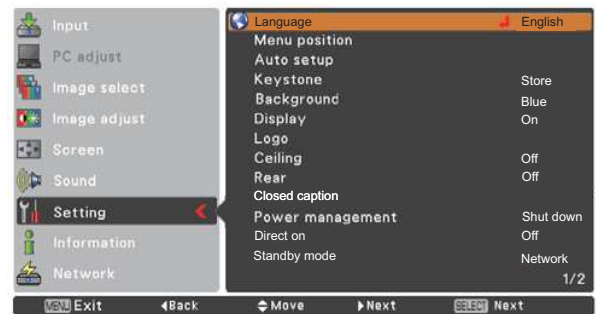 Input
PC adjust
Image select
Image adjust
Screen
Sound
Setting
Information
Network
Language English
Menu position
Auto setup
Keystone Store
Background Blue
Display On
Logo
Ceiling Off
Rear Off
Closed caption
Power management Shut down
Direct on Off
Standby mode Network
1/2
MENU Exit Back Move Next SELECT Next